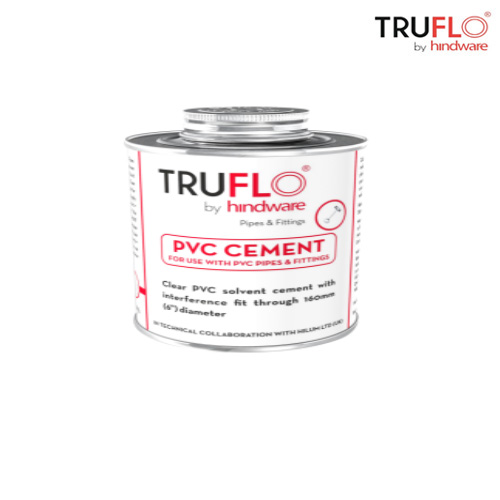 TRUFLO®
by hindware
TRUFLO®
by hindware
Pipes & Fittings
PVC CEMENT
FOR USE WITH PVC PIPES & FITTINGS
Clear PVC solvent cement with
interference fit through 160mm
(6") diameter
IN TECHNICAL COLLABORATION WITH